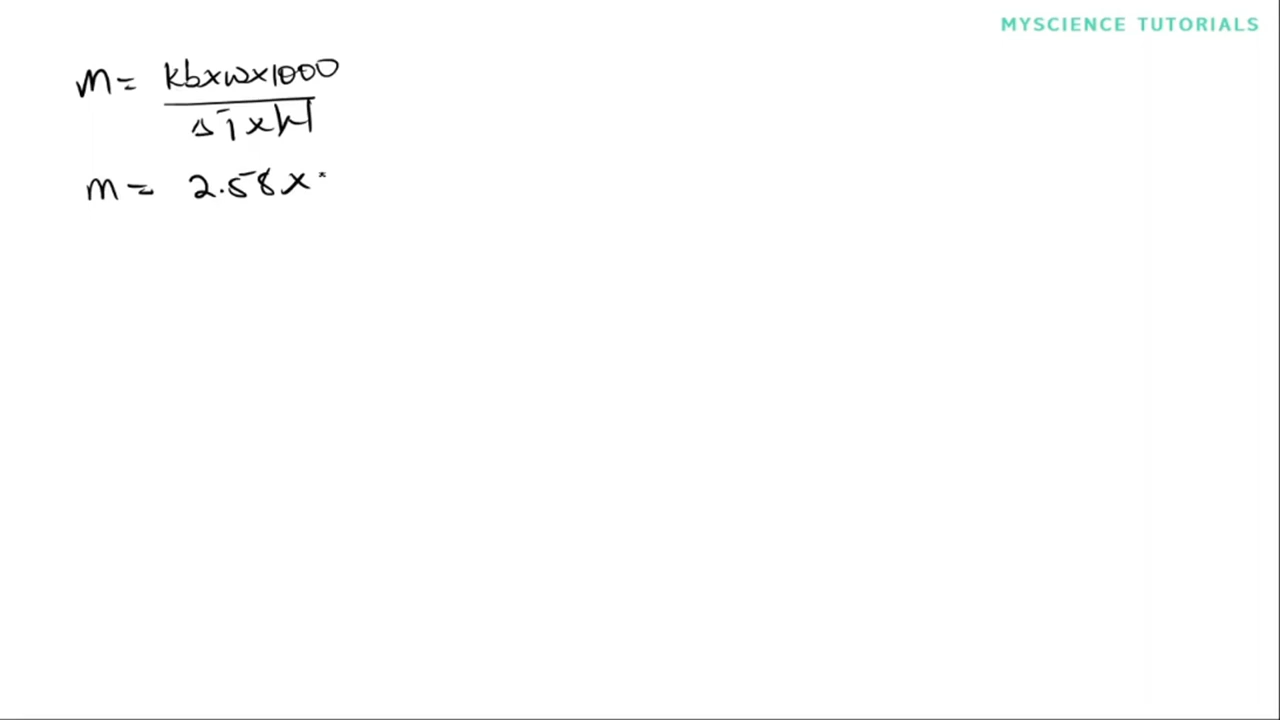 MYSCIENCE TUTORIALS
m = kb×w×1000
ΔT×W
m = 2.58×